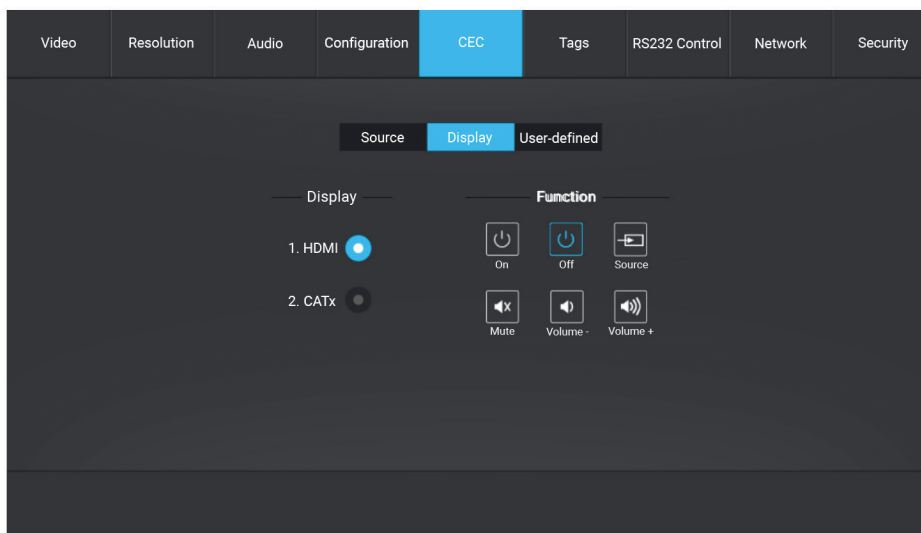 Video Resolution Audio Configuration CEC Tags RS232 Control Network Security
Source Display User-defined
Display Function
1. HDMI
On Off Source
2. CATx
Mute Volume - Volume +